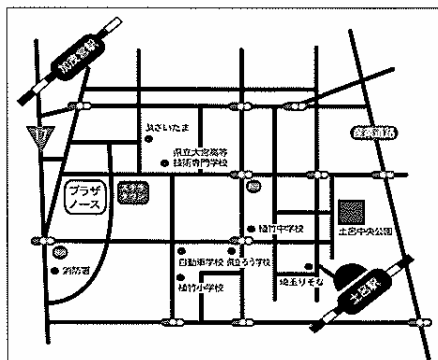 加茂宮駅
JAさいたま
県立大宮高等
技術専門学校
17
産業道路
プラザ
ノース
植竹中学校
土呂中央公園
消防署
自動車学校
県立ろう学校
植竹小学校
埼玉りそな
土呂駅